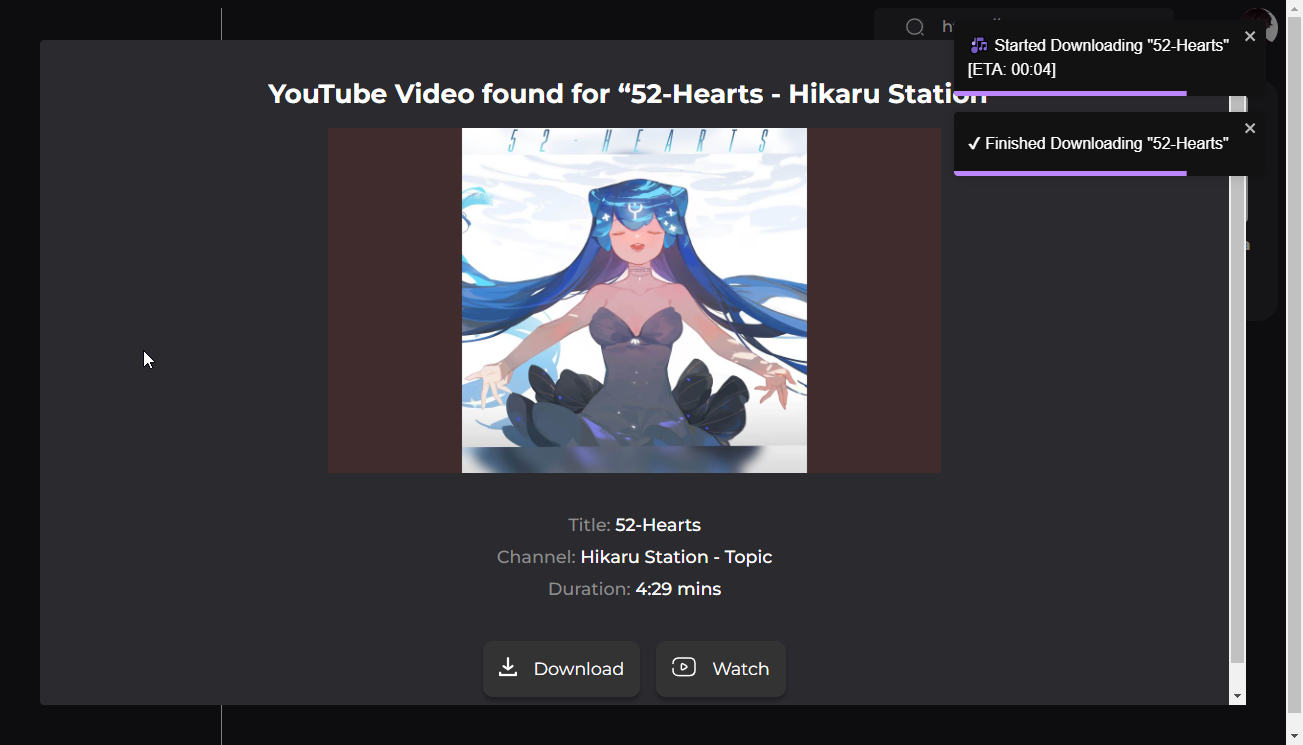 Started Downloading "52-Hearts"
[ETA: 00:04]
YouTube Video found for “52-Hearts - Hikaru Station
✓ Finished Downloading "52-Hearts"
52-HEARTS
Title: 52-Hearts
Channel: Hikaru Station - Topic
Duration: 4:29 mins
Download
Watch